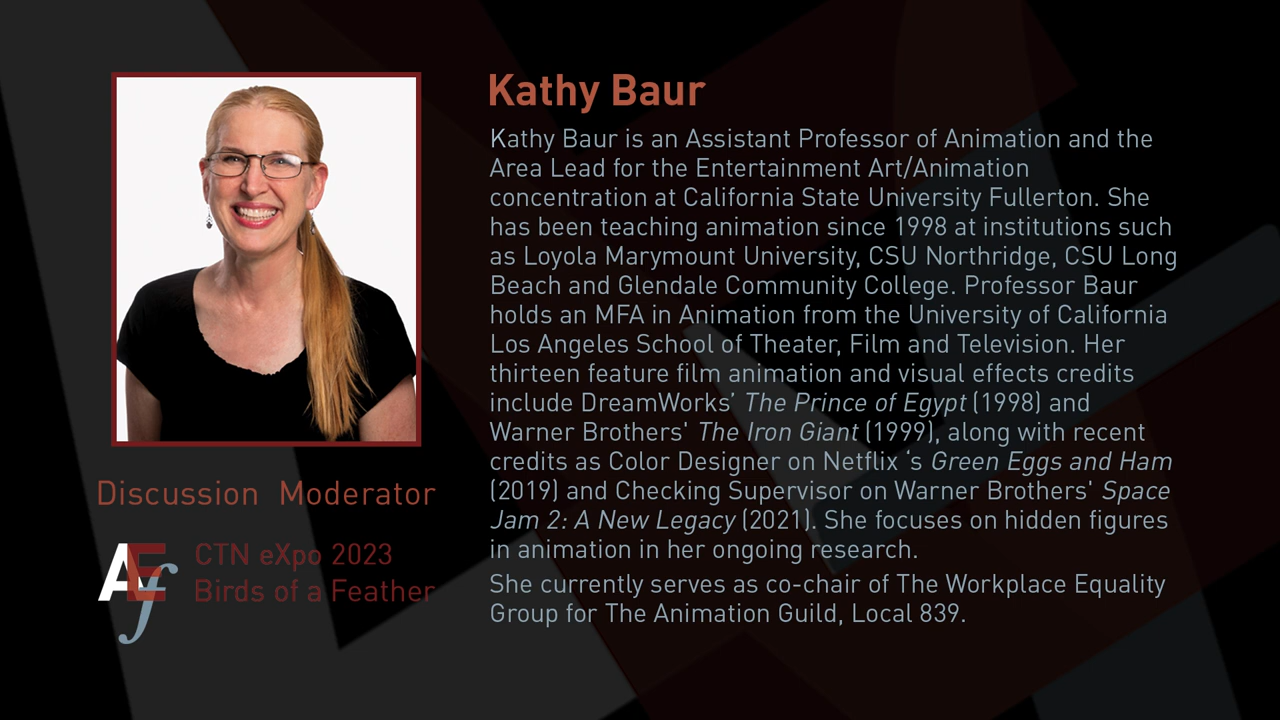 Kathy Baur
Kathy Baur is an Assistant Professor of Animation and the
Area Lead for the Entertainment Art/Animation
concentration at California State University Fullerton. She
has been teaching animation since 1998 at institutions such
as Loyola Marymount University, CSU Northridge, CSU Long
Beach and Glendale Community College. Professor Baur
holds an MFA in Animation from the University of California
Los Angeles School of Theater, Film and Television. Her
thirteen feature film animation and visual effects credits
include DreamWorks’ The Prince of Egypt (1998) and
Warner Brothers' The Iron Giant (1999), along with recent
credits as Color Designer on Netflix ‘s Green Eggs and Ham
(2019) and Checking Supervisor on Warner Brothers' Space
Jam 2: A New Legacy (2021). She focuses on hidden figures
in animation in her ongoing research.
She currently serves as co-chair of The Workplace Equality
Group for The Animation Guild, Local 839.
Discussion Moderator
AEf
CTN eXpo 2023
Birds of a Feather